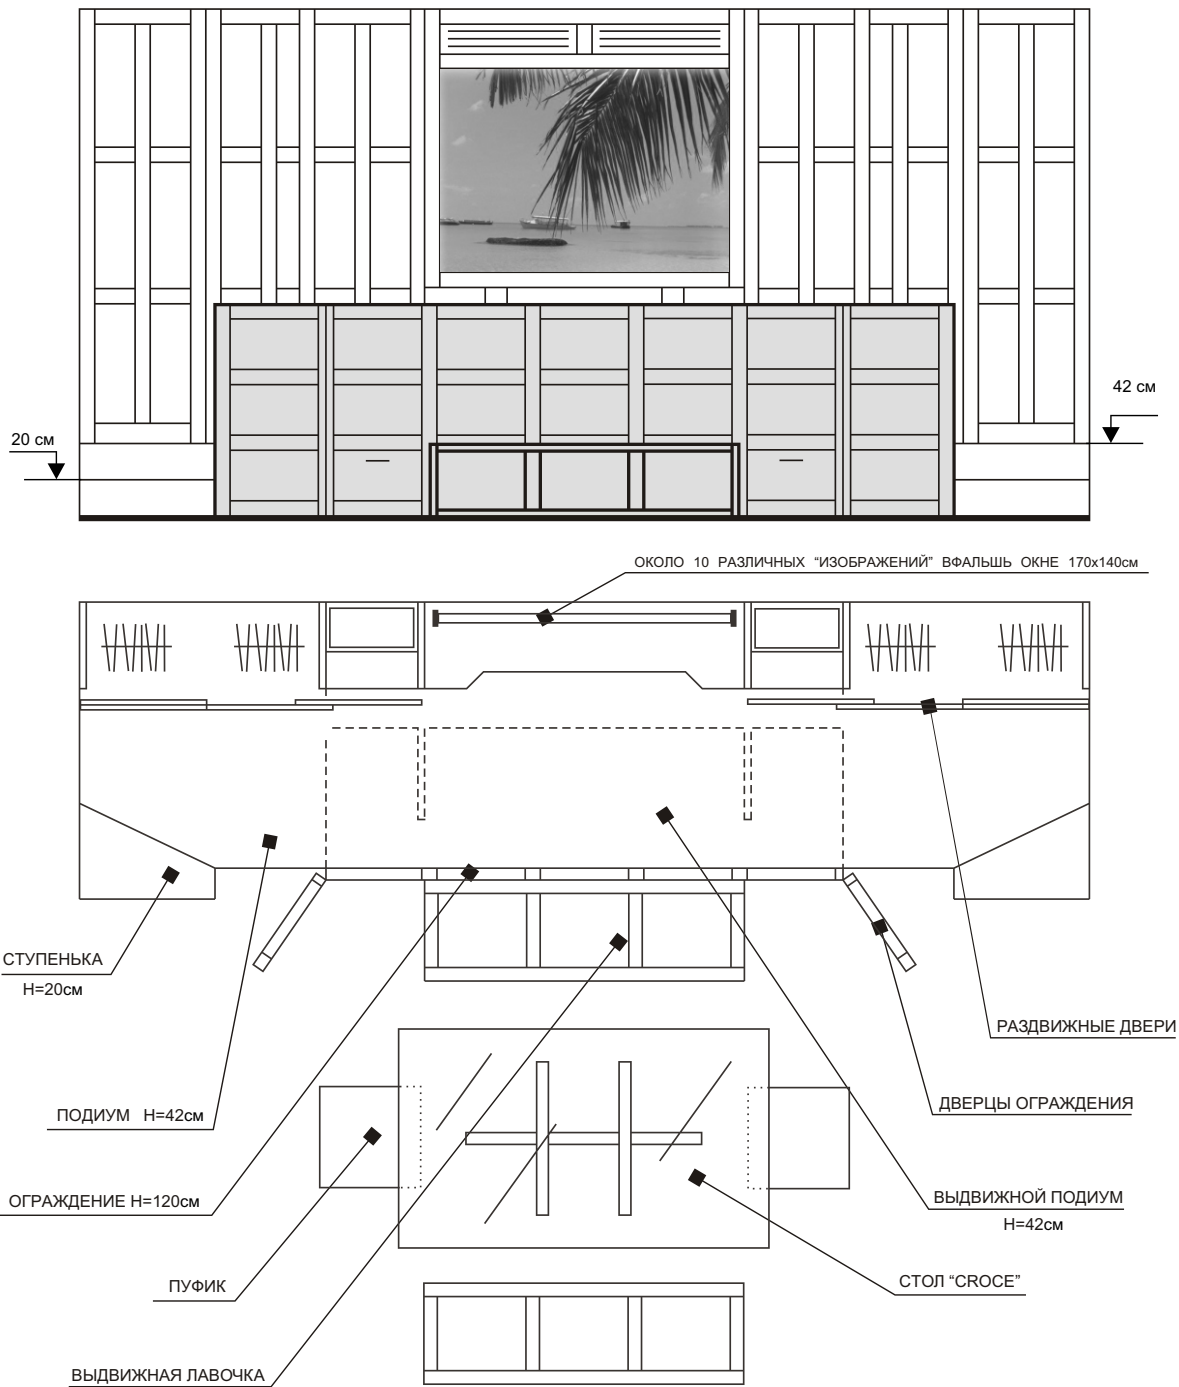 42 см
20 см
ОКОЛО 10 РАЗЛИЧНЫХ “ИЗОБРАЖЕНИЙ” ВФАЛЬШЬ ОКНЕ 170х140см
СТУПЕНЬКА
Н=20см
РАЗДВИЖНЫЕ ДВЕРИ
ПОДИУМ Н=42см
ДВЕРЦЫ ОГРАЖДЕНИЯ
ОГРАЖДЕНИЕ Н=120см
ВЫДВИЖНОЙ ПОДИУМ
Н=42см
ПУФИК
СТОЛ “CROCE”
ВЫДВИЖНАЯ ЛАВОЧКА